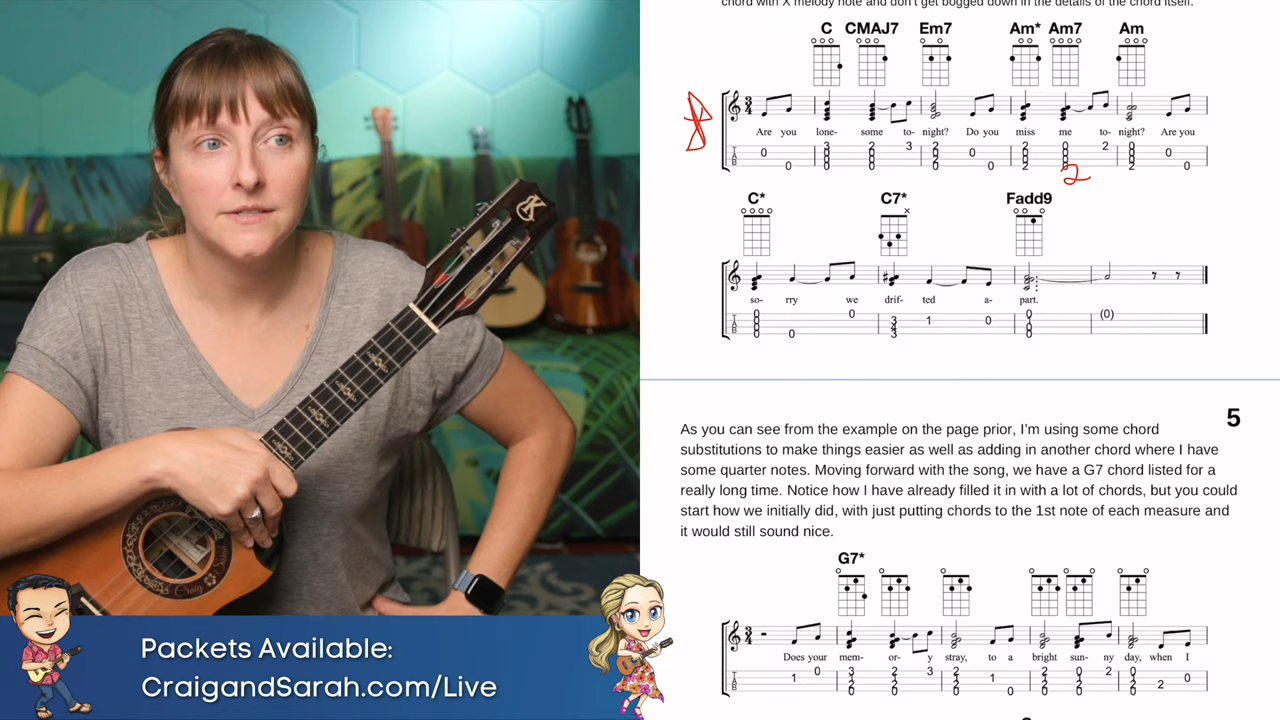 chord with X melody note and don't get bogged down in the details of the chord itself.
C CMAJ7 Em7 Am* Am7 Am
Are you lone- some to- night? Do you miss me to- night? Are you
2
C* C7* Fadd9
so- rry we drif- ted a- part.
5
As you can see from the example on the page prior, I'm using some chord
substitutions to make things easier as well as adding in another chord where I have
some quarter notes. Moving forward with the song, we have a G7 chord listed for a
really long time. Notice how I have already filled it in with a lot of chords, but you could
start how we initially did, with just putting chords to the 1st note of each measure and
it would still sound nice.
G7*
Does your mem- or- y stray, to a bright sun- ny day, when I
Packets Available:
CraigandSarah.com/Live